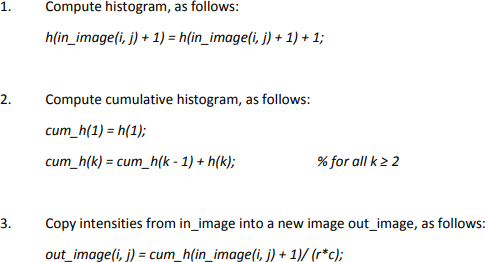 1. Compute histogram, as follows:
h(in_image(i, j) + 1) = h(in_image(i, j) + 1) + 1;
2. Compute cumulative histogram, as follows:
cum_h(1) = h(1);
cum_h(k) = cum_h(k - 1) + h(k); % for all k ≥ 2
3. Copy intensities from in_image into a new image out_image, as follows:
out_image(i, j) = cum_h(in_image(i, j) + 1)/ (r*c);